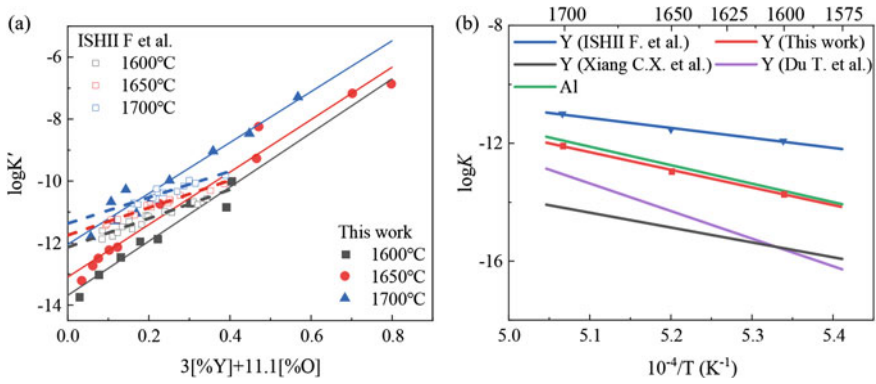 (a)
ISHII F et al.
1600℃
1650℃
1700℃
This work
1600℃
1650℃
1700℃
logK′
-6
-8
-10
-12
-14
0.0 0.2 0.4 0.6 0.8
3[%Y]+11.1[%O]
(b)
1700 1650 1625 1600 1575
Y (ISHII F. et al.) Y (This work)
Y (Xiang C.X. et al.) Y (Du T. et al.)
Al
logK
-8
-12
-16
5.0 5.1 5.2 5.3 5.4
10⁻⁴/T (K⁻¹)